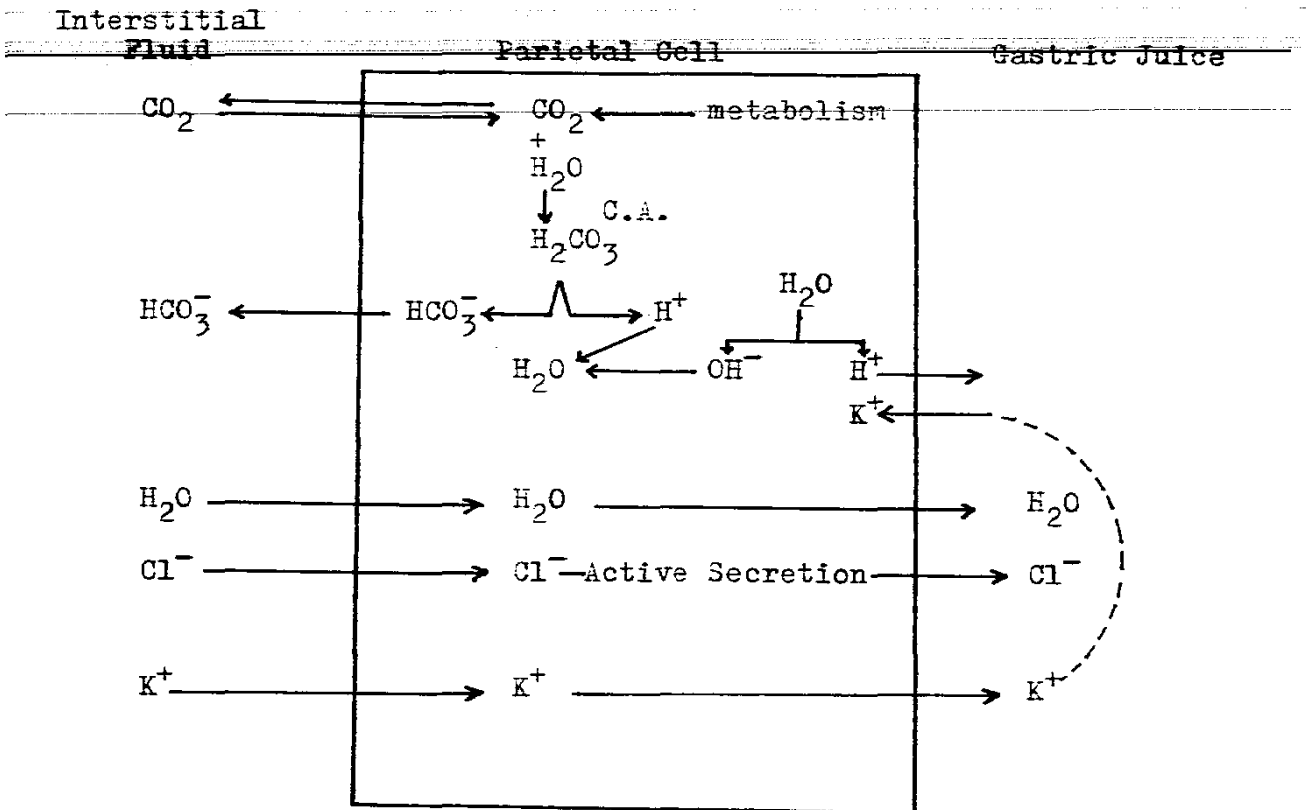 Interstitial
Fluid Parietal Cell Gastric Juice
CO₂ CO₂ metabolism
+
H₂O
C.A.
H₂CO₃
H₂O
HCO₃⁻ HCO₃⁻ H⁺
H₂O OH⁻ H⁺
K⁺
H₂O H₂O H₂O
Cl⁻ Cl⁻—Active Secretion Cl⁻
K⁺ K⁺ K⁺